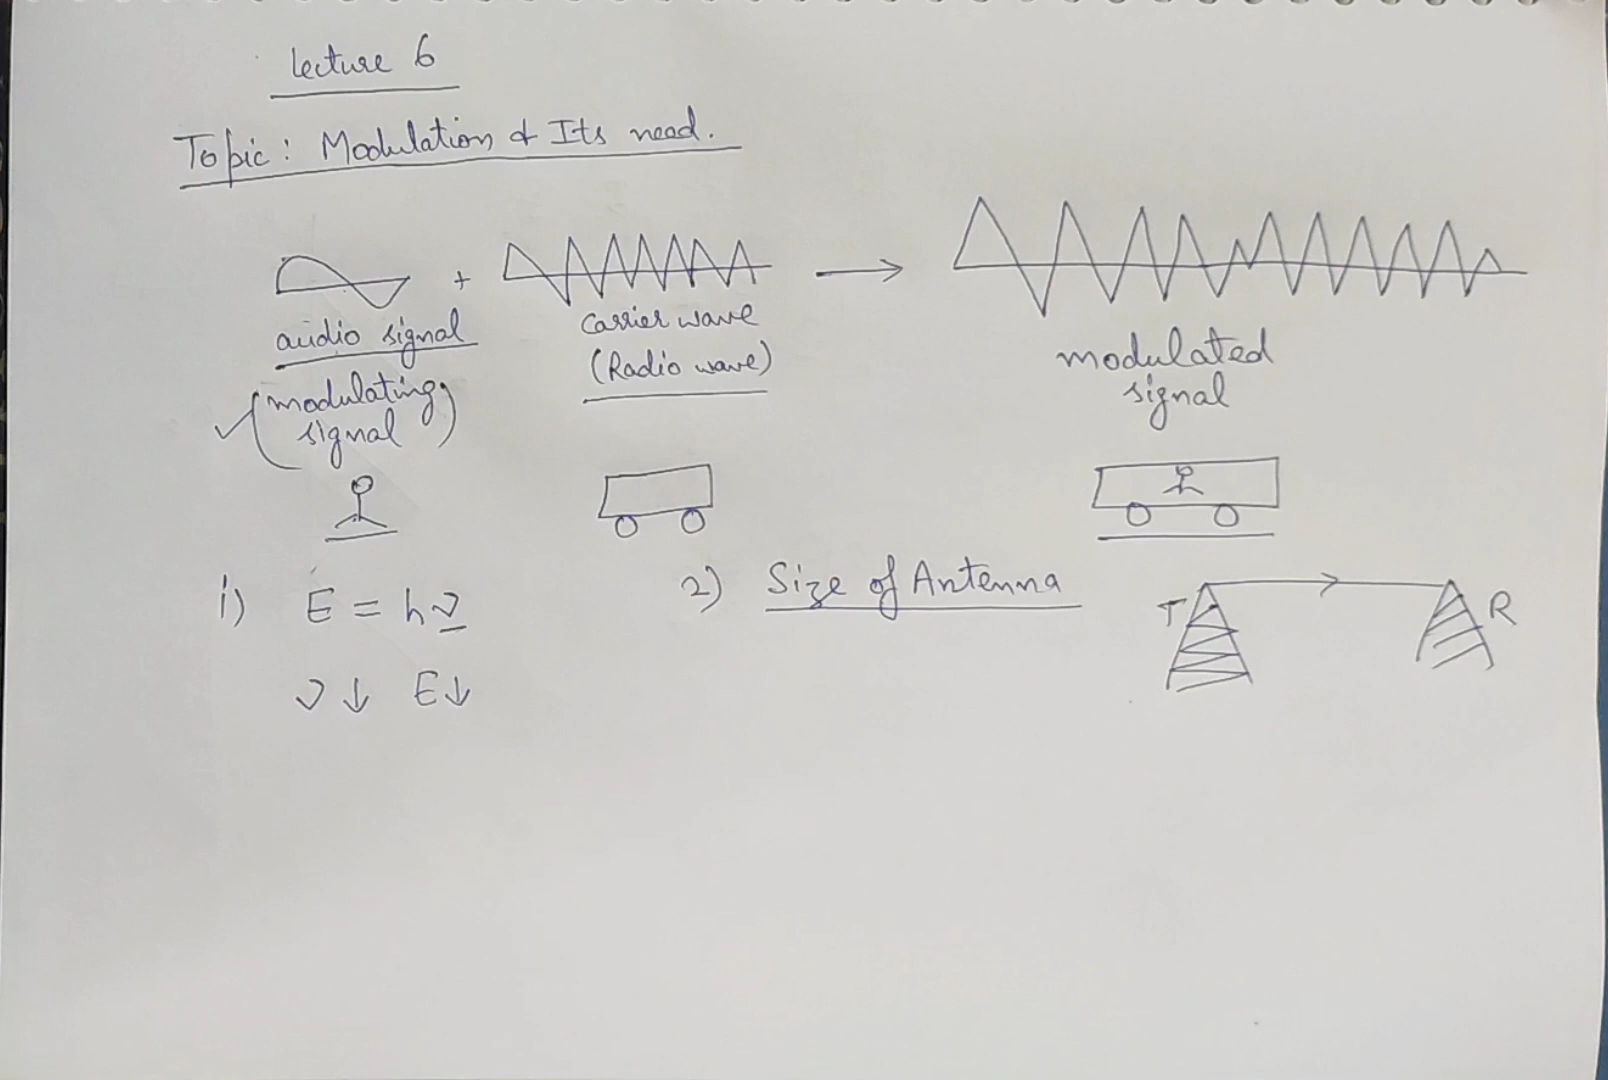 Lecture 6
Topic: Modulation & Its need.
+
audio signal
(modulating
signal)
Carrier wave
(Radio wave)
modulated
signal
1) E = hν
ν ↓ E↓
2) Size of Antenna
T
R